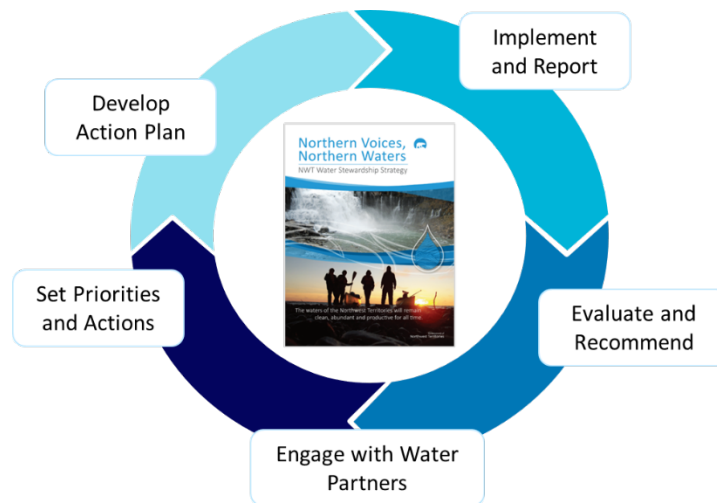 Implement
and Report
Develop
Action Plan
Northern Voices,
Northern Waters
NWT Water Stewardship Strategy
Set Priorities
and Actions
The waters of the Northwest Territories will remain
clean, abundant and productive for all time.
Northwest Territories
Evaluate and
Recommend
Engage with Water
Partners